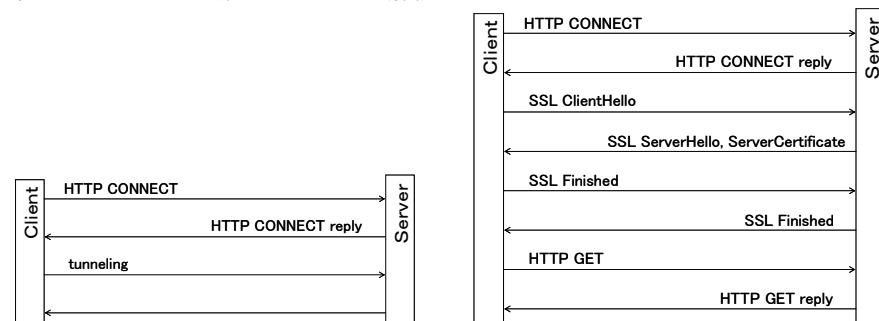 Client
Server
HTTP CONNECT
HTTP CONNECT reply
tunneling
Client
Server
HTTP CONNECT
HTTP CONNECT reply
SSL ClientHello
SSL ServerHello, ServerCertificate
SSL Finished
SSL Finished
HTTP GET
HTTP GET reply